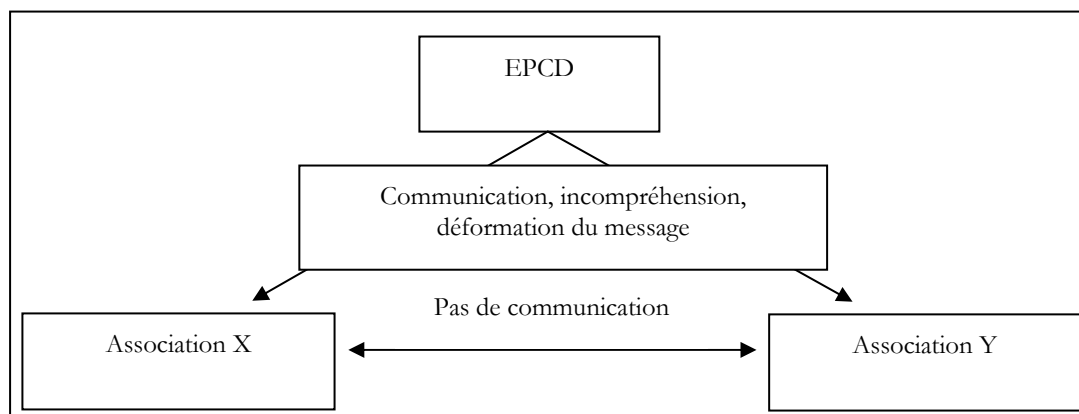 EPCD
Communication, incompréhension,
déformation du message
Pas de communication
Association X
Association Y